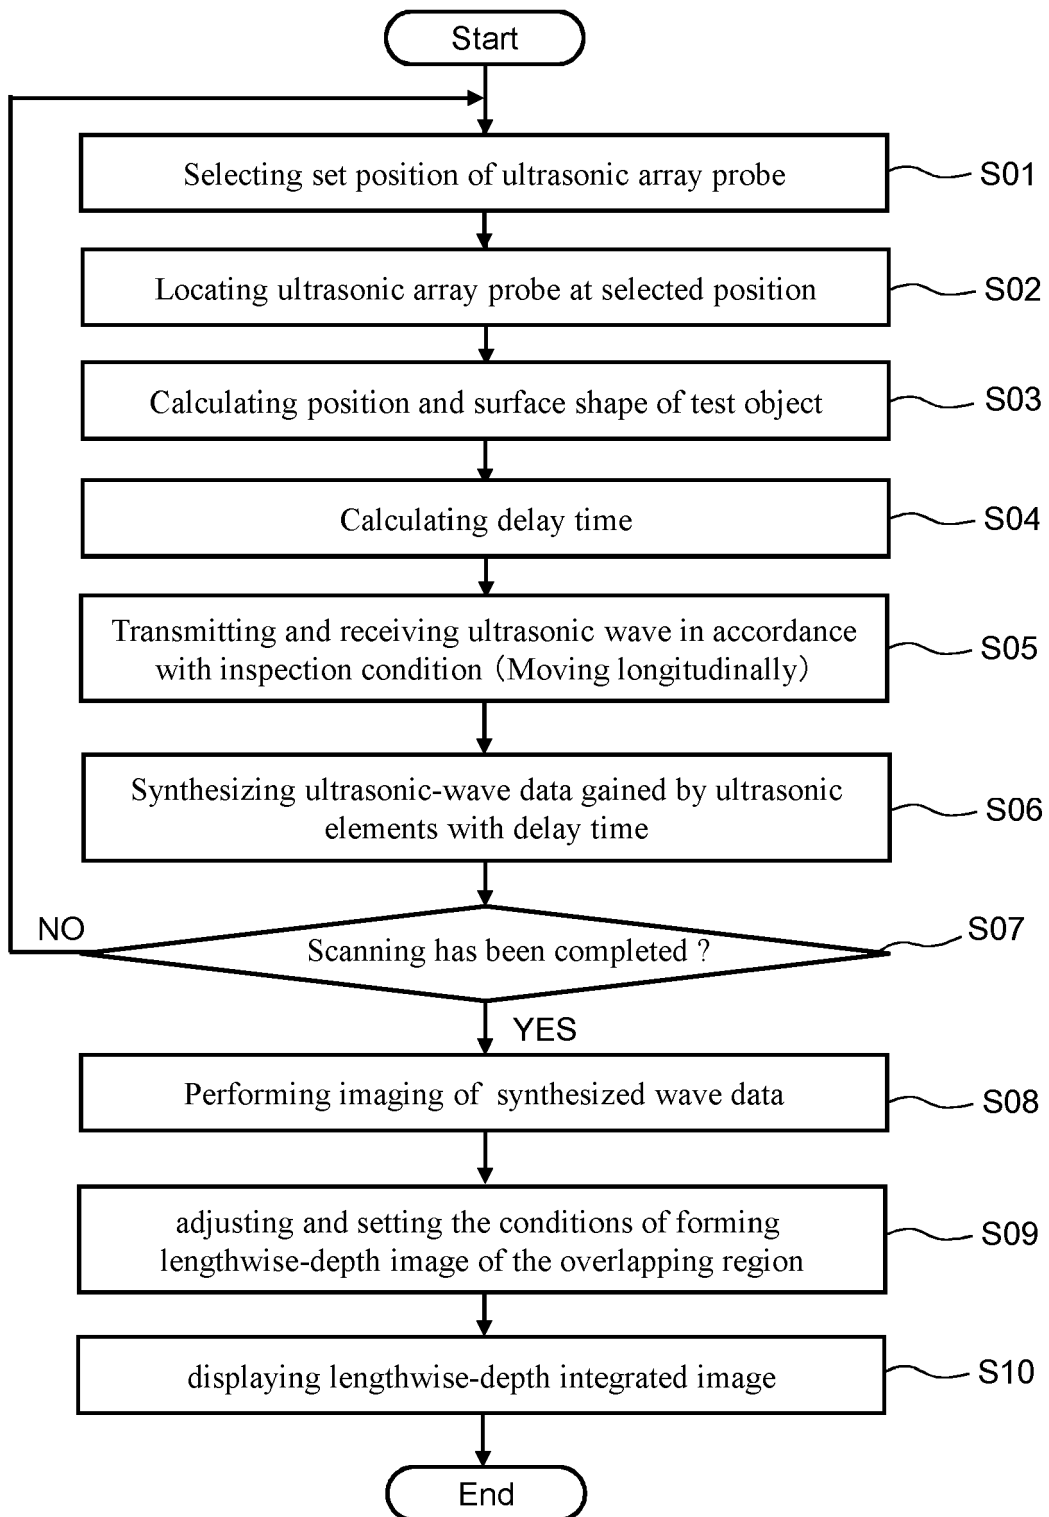 Start
Selecting set position of ultrasonic array probe
S01
Locating ultrasonic array probe at selected position
S02
Calculating position and surface shape of test object
S03
Calculating delay time
S04
Transmitting and receiving ultrasonic wave in accordance
with inspection condition (Moving longitudinally)
S05
Synthesizing ultrasonic-wave data gained by ultrasonic
elements with delay time
S06
NO
Scanning has been completed ?
S07
YES
Performing imaging of synthesized wave data
S08
adjusting and setting the conditions of forming
lengthwise-depth image of the overlapping region
S09
displaying lengthwise-depth integrated image
S10
End